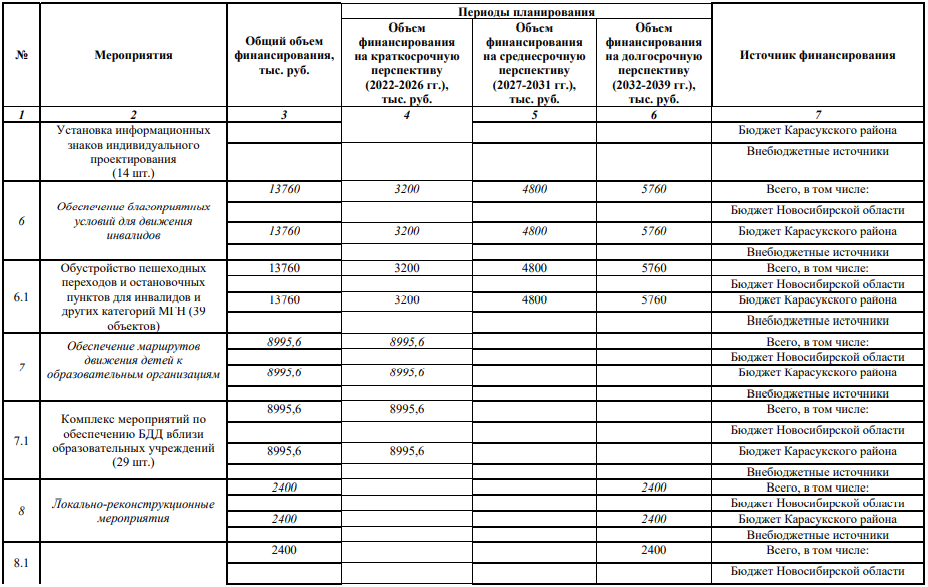 № Мероприятия Общий объем финансирования, тыс. руб. Периоды планирования Источник финансирования
Объем финансирования на краткосрочную перспективу (2022-2026 гг.), тыс. руб. Объем финансирования на среднесрочную перспективу (2027-2031 гг.), тыс. руб. Объем финансирования на долгосрочную перспективу (2032-2039 гг.), тыс. руб.
1 2 3 4 5 6 7
Установка информационных знаков индивидуального проектирования (14 шт.) Бюджет Карасукского района
Внебюджетные источники
6 Обеспечение благоприятных условий для движения инвалидов 13760 3200 4800 5760 Всего, в том числе:
Бюджет Новосибирской области
13760 3200 4800 5760 Бюджет Карасукского района
Внебюджетные источники
6.1 Обустройство пешеходных переходов и остановочных пунктов для инвалидов и других категорий МГН (39 объектов) 13760 3200 4800 5760 Всего, в том числе:
Бюджет Новосибирской области
13760 3200 4800 5760 Бюджет Карасукского района
Внебюджетные источники
7 Обеспечение маршрутов движения детей к образовательным организациям 8995,6 8995,6 Всего, в том числе:
Бюджет Новосибирской области
8995,6 8995,6 Бюджет Карасукского района
Внебюджетные источники
7.1 Комплекс мероприятий по обеспечению БДД вблизи образовательных учреждений (29 шт.) 8995,6 8995,6 Всего, в том числе:
Бюджет Новосибирской области
8995,6 8995,6 Бюджет Карасукского района
Внебюджетные источники
8 Локально-реконструкционные мероприятия 2400 2400 Всего, в том числе:
Бюджет Новосибирской области
2400 2400 Бюджет Карасукского района
Внебюджетные источники
8.1 2400 2400 Всего, в том числе:
Бюджет Новосибирской области